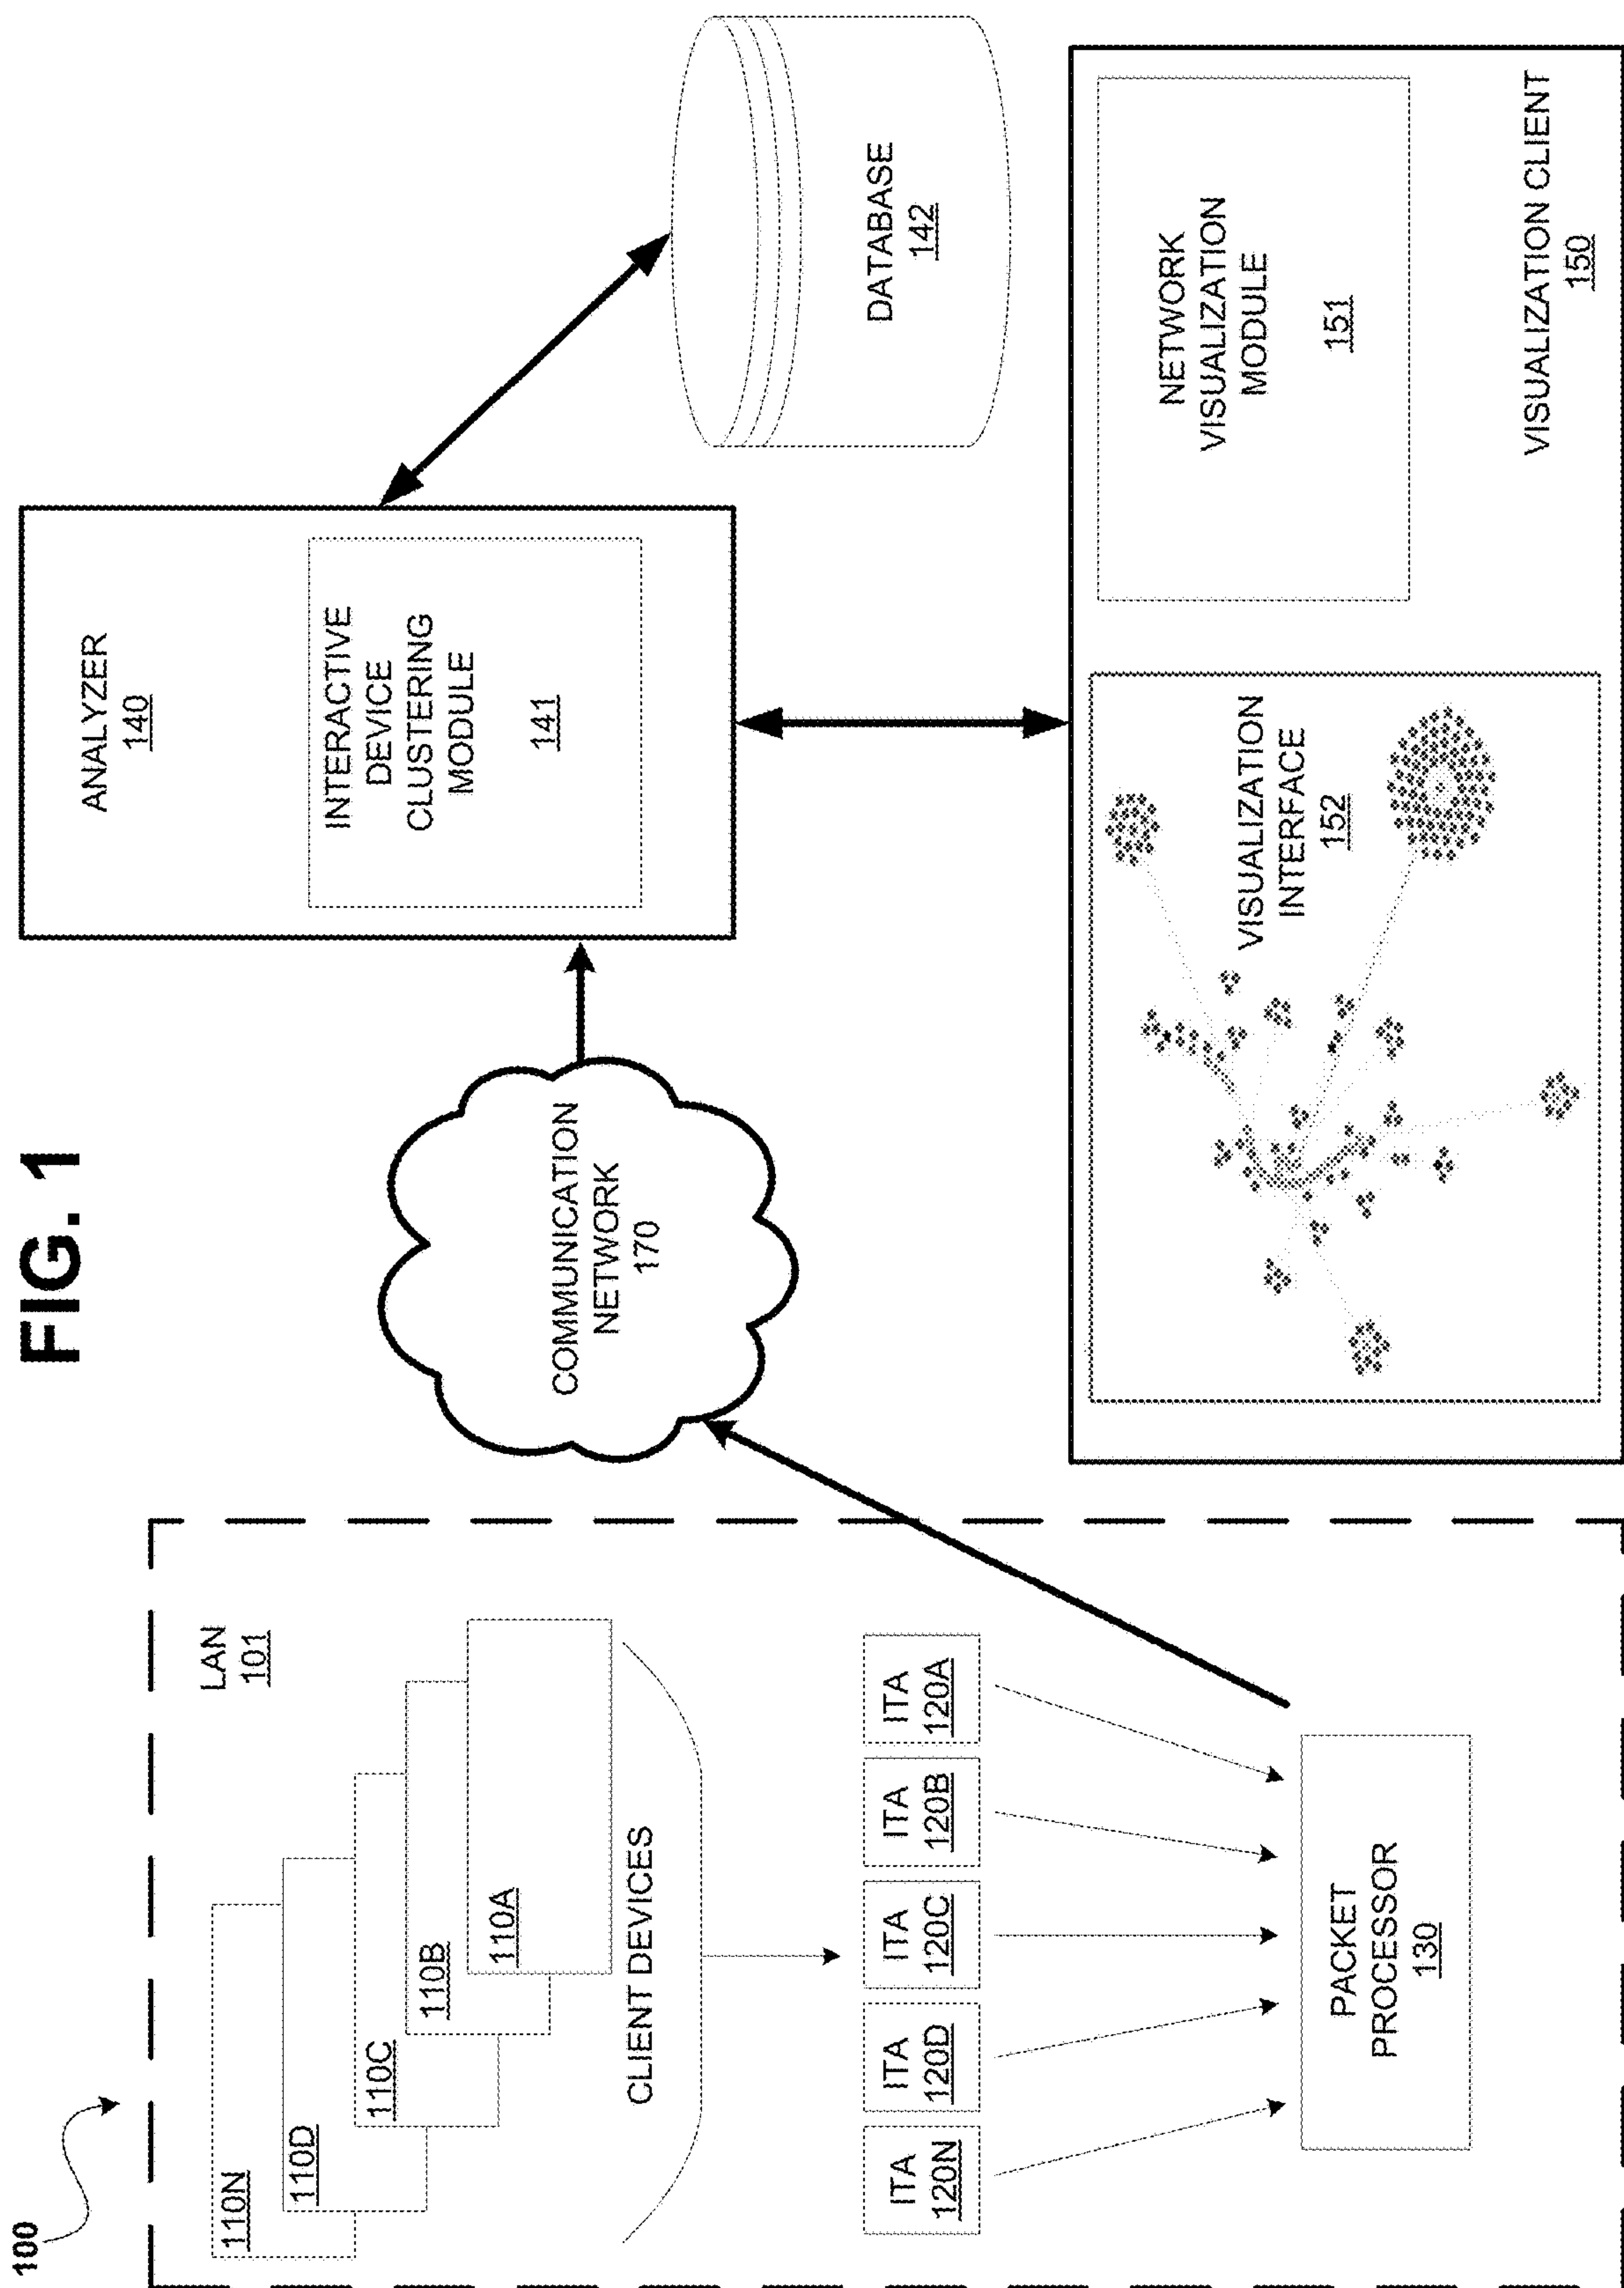 FIG. 1
100
LAN
101
110N
110D
110C
110B
110A
CLIENT DEVICES
ITA
120N
ITA
120D
ITA
120C
ITA
120B
ITA
120A
PACKET
PROCESSOR
130
COMMUNICATION
NETWORK
170
ANALYZER
140
INTERACTIVE
DEVICE
CLUSTERING
MODULE
141
DATABASE
142
VISUALIZATION
INTERFACE
152
NETWORK
VISUALIZATION
MODULE
151
VISUALIZATION CLIENT
150